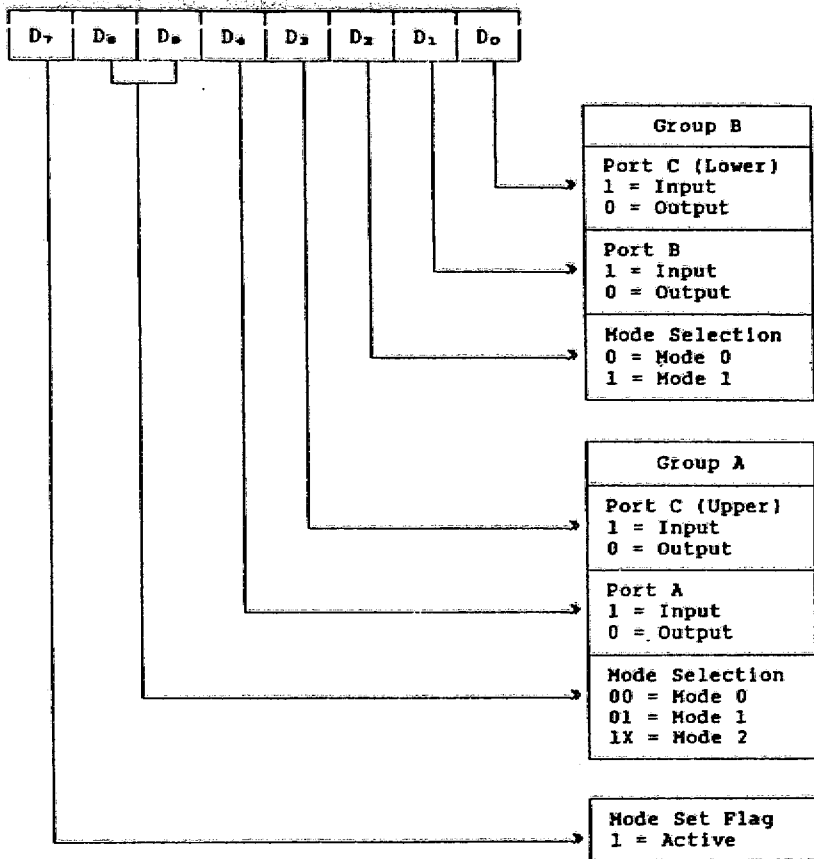 D₇ D₆ D₅ D₄ D₃ D₂ D₁ D₀
Group B
Port C (Lower)
1 = Input
0 = Output
Port B
1 = Input
0 = Output
Mode Selection
0 = Mode 0
1 = Mode 1
Group A
Port C (Upper)
1 = Input
0 = Output
Port A
1 = Input
0 = Output
Mode Selection
00 = Mode 0
01 = Mode 1
1X = Mode 2
Mode Set Flag
1 = Active